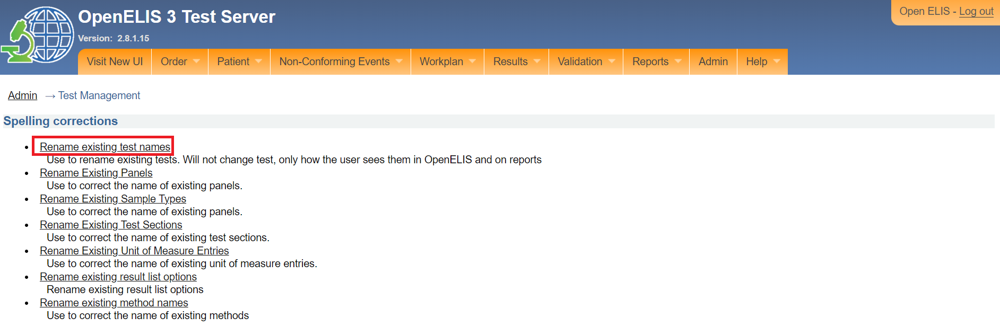 OpenELIS 3 Test Server
Open ELIS - Log out
Version: 2.8.1.15
Visit New UI Order Patient Non-Conforming Events Workplan Results Validation Reports Admin Help
Admin → Test Management
Spelling corrections
• Rename existing test names
Use to rename existing tests. Will not change test, only how the user sees them in OpenELIS and on reports
• Rename Existing Panels
Use to correct the name of existing panels.
• Rename Existing Sample Types
Use to correct the name of existing panels.
• Rename Existing Test Sections
Use to correct the name of existing test sections.
• Rename Existing Unit of Measure Entries
Use to correct the name of existing unit of measure entries.
• Rename existing result list options
Rename existing result list options
• Rename existing method names
Use to correct the name of existing methods